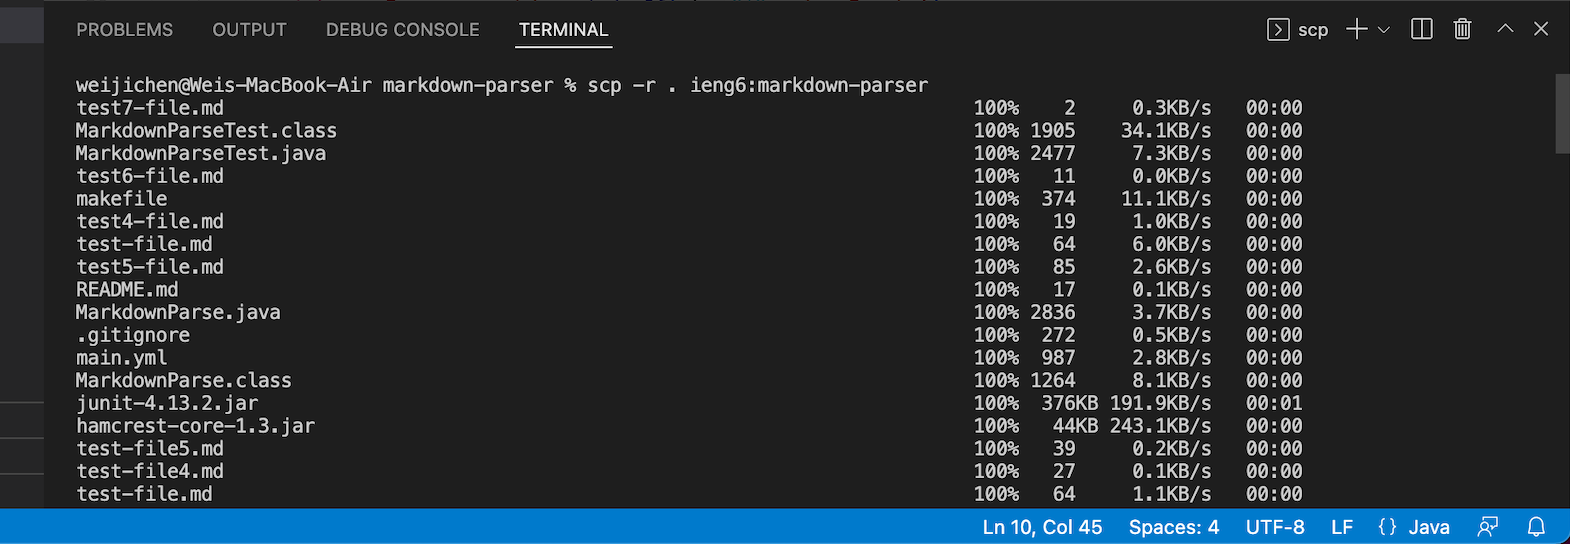 PROBLEMS OUTPUT DEBUG CONSOLE TERMINAL scp
weijichen@Weis-MacBook-Air markdown-parser % scp -r . ieng6:markdown-parser
test7-file.md 100% 2 0.3KB/s 00:00
MarkdownParseTest.class 100% 1905 34.1KB/s 00:00
MarkdownParseTest.java 100% 2477 7.3KB/s 00:00
test6-file.md 100% 11 0.0KB/s 00:00
makefile 100% 374 11.1KB/s 00:00
test4-file.md 100% 19 1.0KB/s 00:00
test-file.md 100% 64 6.0KB/s 00:00
test5-file.md 100% 85 2.6KB/s 00:00
README.md 100% 17 0.1KB/s 00:00
MarkdownParse.java 100% 2836 3.7KB/s 00:00
.gitignore 100% 272 0.5KB/s 00:00
main.yml 100% 987 2.8KB/s 00:00
MarkdownParse.class 100% 1264 8.1KB/s 00:00
junit-4.13.2.jar 100% 376KB 191.9KB/s 00:01
hamcrest-core-1.3.jar 100% 44KB 243.1KB/s 00:00
test-file5.md 100% 39 0.2KB/s 00:00
test-file4.md 100% 27 0.1KB/s 00:00
test-file.md 100% 64 1.1KB/s 00:00
Ln 10, Col 45 Spaces: 4 UTF-8 LF {} Java